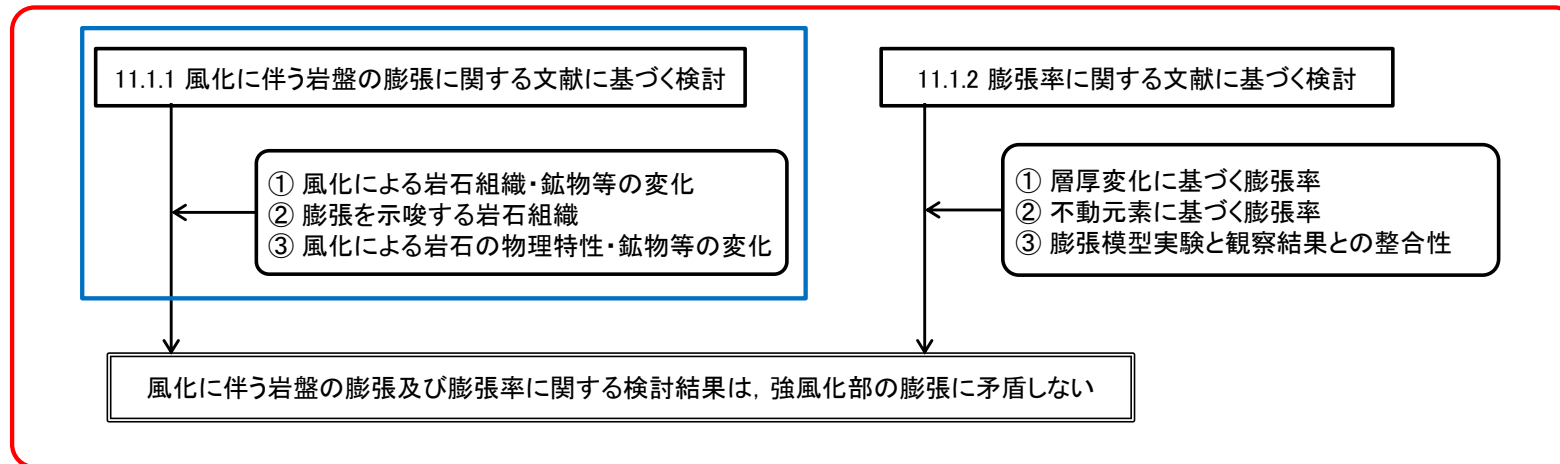 11.1.1 風化に伴う岩盤の膨張に関する文献に基づく検討
① 風化による岩石組織・鉱物等の変化
② 膨張を示唆する岩石組織
③ 風化による岩石の物理特性・鉱物等の変化
11.1.2 膨張率に関する文献に基づく検討
① 層厚変化に基づく膨張率
② 不動元素に基づく膨張率
③ 膨張模型実験と観察結果との整合性
風化に伴う岩盤の膨張及び膨張率に関する検討結果は，強風化部の膨張に矛盾しない